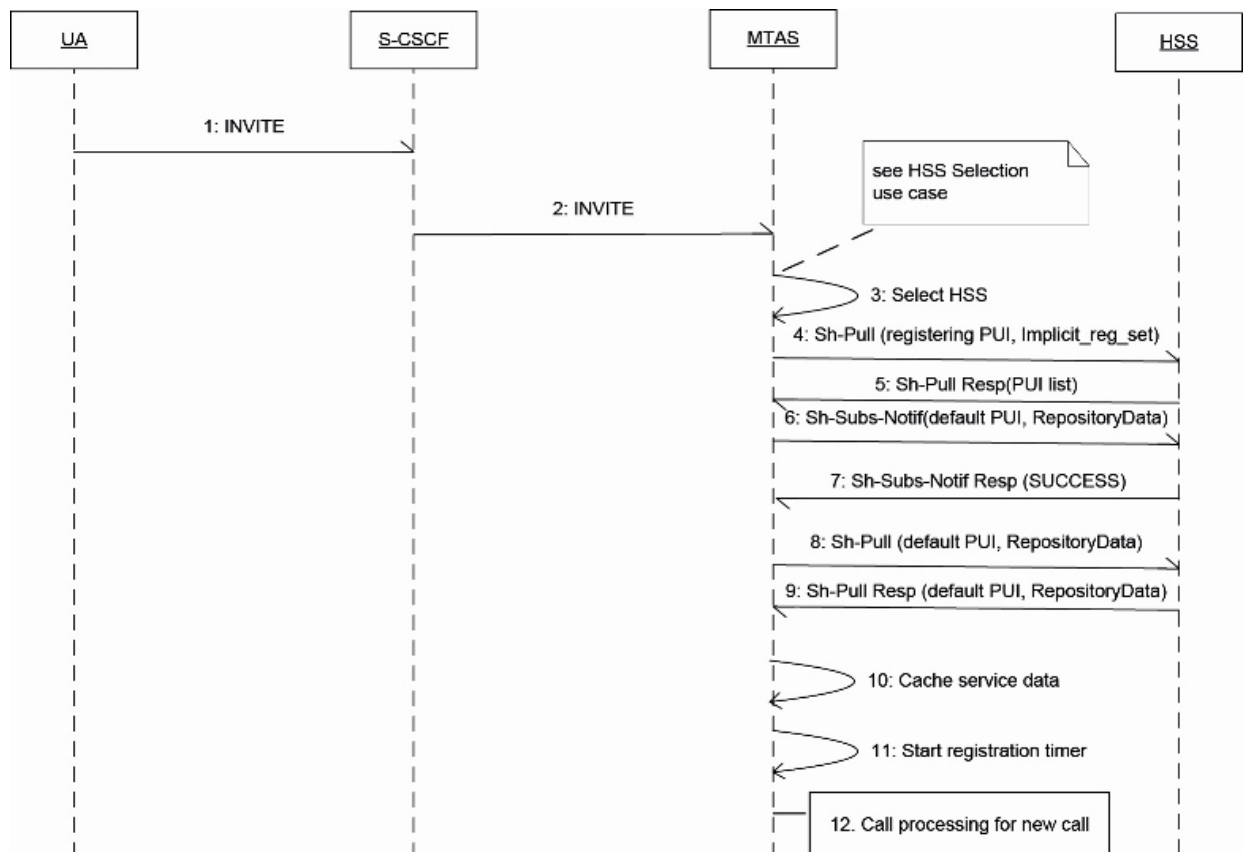 UA
S-CSCF
MTAS
HSS
1: INVITE
see HSS Selection
use case
2: INVITE
3: Select HSS
4: Sh-Pull (registering PUI, Implicit_reg_set)
5: Sh-Pull Resp(PUI list)
6: Sh-Subs-Notif(default PUI, RepositoryData)
7: Sh-Subs-Notif Resp (SUCCESS)
8: Sh-Pull (default PUI, RepositoryData)
9: Sh-Pull Resp (default PUI, RepositoryData)
10: Cache service data
11: Start registration timer
12. Call processing for new call